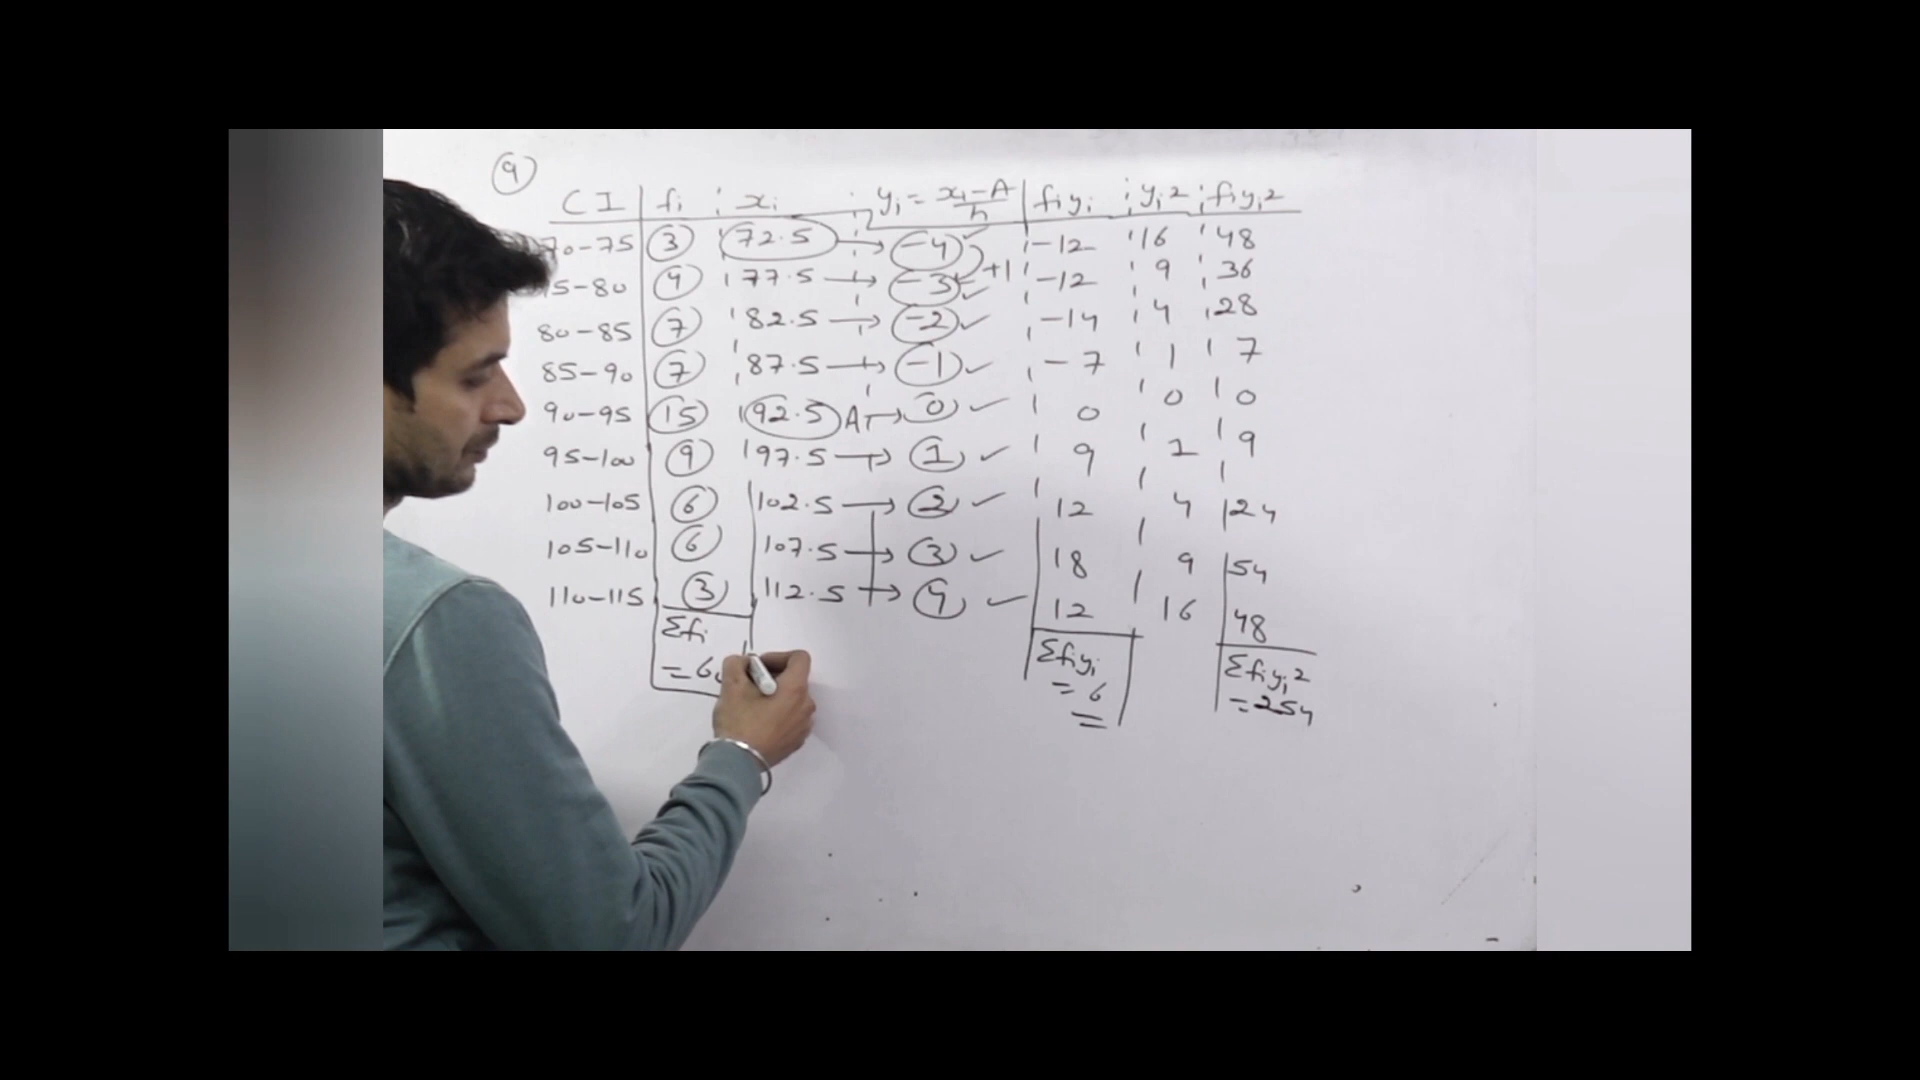 9
CI fi xi yi = xi-A/h fiyi yi2 fiyi2
70-75 3 72.5 → -4 -12 16 48
5-80 4 77.5 → -3 +1 -12 9 36
80-85 7 82.5 → -2 -14 4 28
85-90 7 87.5 → -1 -7 1 7
90-95 15 92.5 A → 0 0 0 0
95-100 9 97.5 → 1 9 1 9
100-105 6 102.5 → 2 12 4 24
105-110 6 107.5 → 3 18 9 54
110-115 3 112.5 → 4 12 16 48
Σfi Σfiyi Σfiyi2
= 60 = 6 = 254